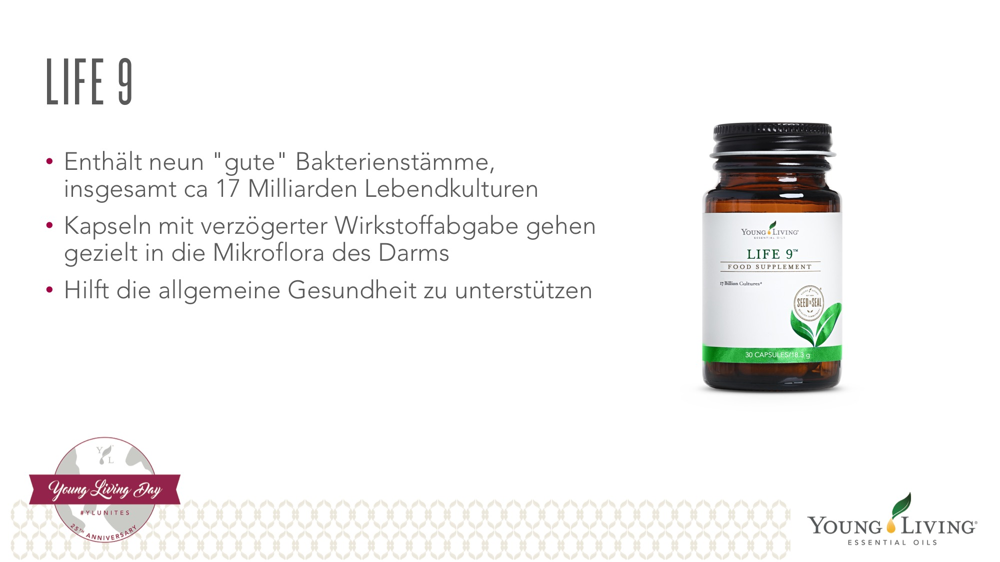 LIFE 9
• Enthält neun "gute" Bakterienstämme,
insgesamt ca 17 Milliarden Lebendkulturen
• Kapseln mit verzögerter Wirkstoffabgabe gehen
gezielt in die Mikroflora des Darms
• Hilft die allgemeine Gesundheit zu unterstützen
YOUNG LIVING®
ESSENTIAL OILS
LIFE 9™
FOOD SUPPLEMENT
17 Billion Cultures*
SEED TO SEAL®
QUALITY COMMITMENT
30 CAPSULES/18.3 g
Y L
Young Living Day
#YLUNITES
25TH ANNIVERSARY
YOUNG LIVING®
ESSENTIAL OILS